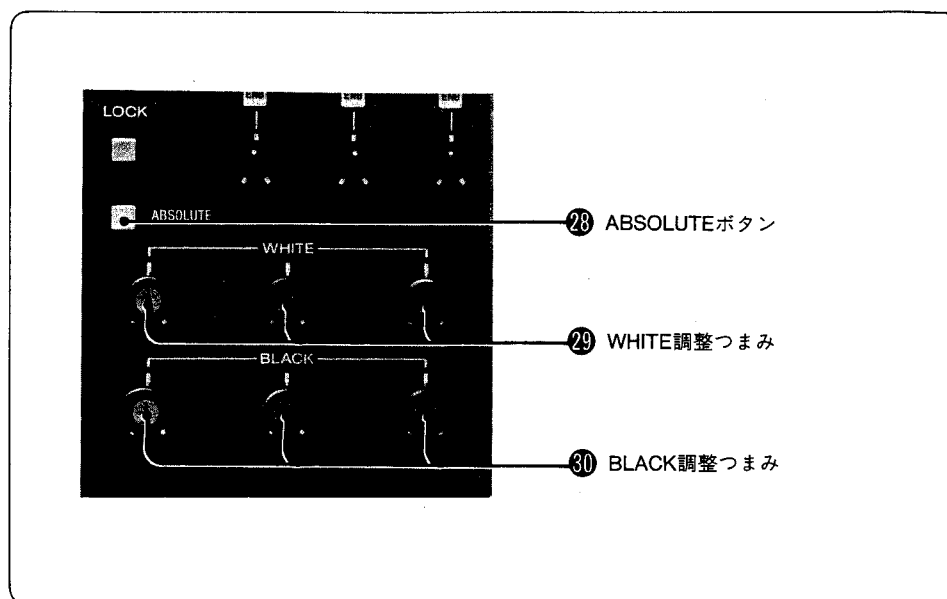 LOCK
ABSOLUTE
㉘ ABSOLUTEボタン
WHITE
㉙ WHITE調整つまみ
BLACK
㉚ BLACK調整つまみ